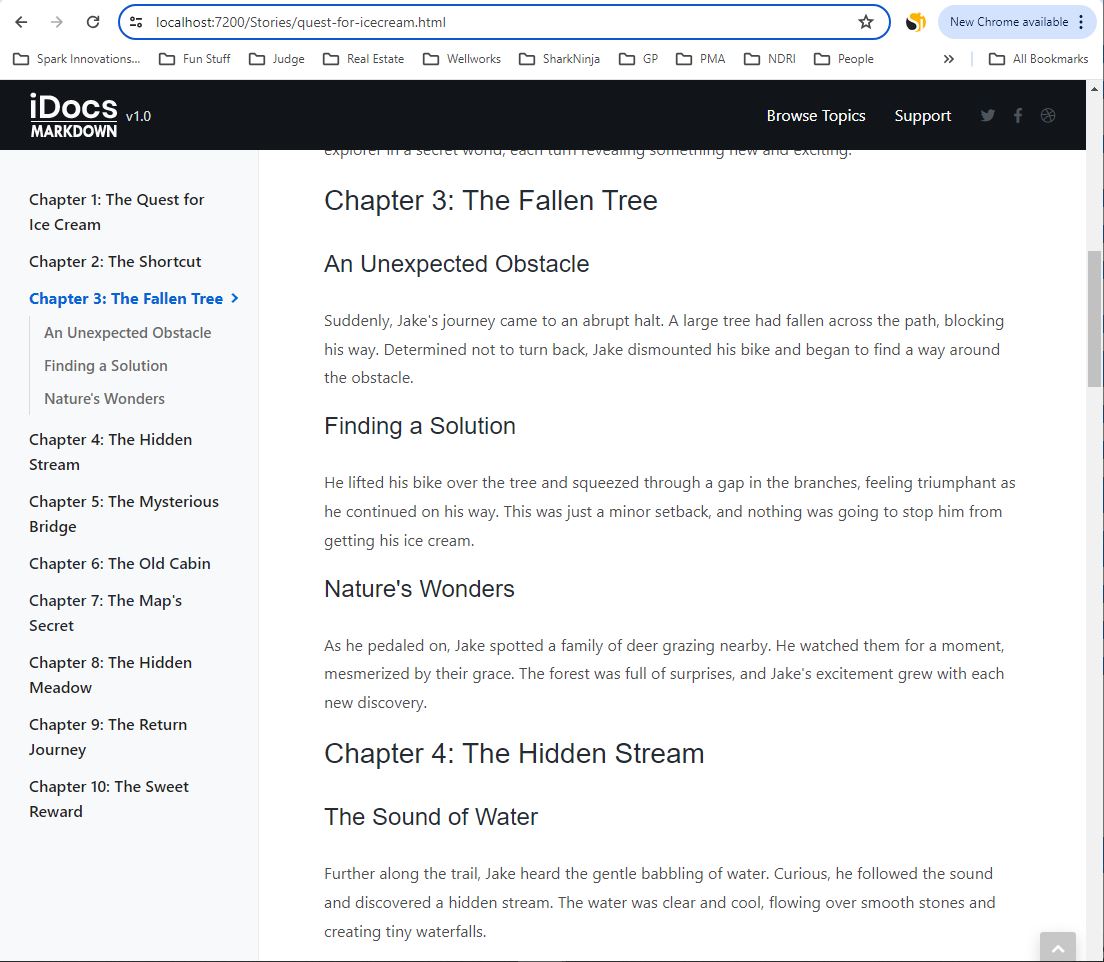 localhost:7200/Stories/quest-for-icecream.html
New Chrome available
Spark Innovations... Fun Stuff Judge Real Estate Wellworks SharkNinja GP PMA NDRI People » All Bookmarks
iDocs
MARKDOWN
v1.0
Browse Topics Support
Chapter 1: The Quest for
Ice Cream
Chapter 2: The Shortcut
Chapter 3: The Fallen Tree
An Unexpected Obstacle
Finding a Solution
Nature's Wonders
Chapter 4: The Hidden
Stream
Chapter 5: The Mysterious
Bridge
Chapter 6: The Old Cabin
Chapter 7: The Map's
Secret
Chapter 8: The Hidden
Meadow
Chapter 9: The Return
Journey
Chapter 10: The Sweet
Reward
explorer in a secret world, each turn revealing something new and exciting.
Chapter 3: The Fallen Tree
An Unexpected Obstacle
Suddenly, Jake's journey came to an abrupt halt. A large tree had fallen across the path, blocking
his way. Determined not to turn back, Jake dismounted his bike and began to find a way around
the obstacle.
Finding a Solution
He lifted his bike over the tree and squeezed through a gap in the branches, feeling triumphant as
he continued on his way. This was just a minor setback, and nothing was going to stop him from
getting his ice cream.
Nature's Wonders
As he pedaled on, Jake spotted a family of deer grazing nearby. He watched them for a moment,
mesmerized by their grace. The forest was full of surprises, and Jake's excitement grew with each
new discovery.
Chapter 4: The Hidden Stream
The Sound of Water
Further along the trail, Jake heard the gentle babbling of water. Curious, he followed the sound
and discovered a hidden stream. The water was clear and cool, flowing over smooth stones and
creating tiny waterfalls.